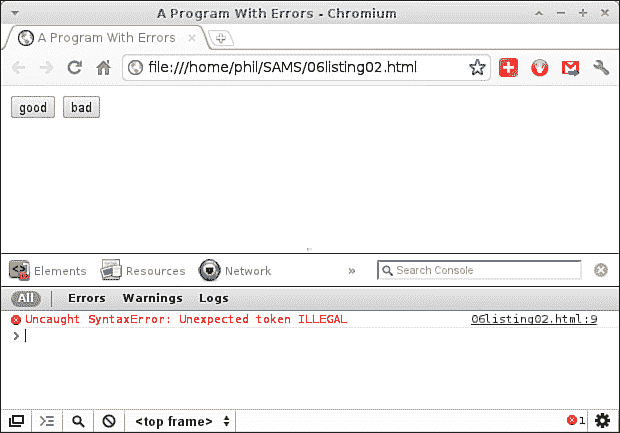 A Program With Errors - Chromium
A Program With Errors
file:///home/phil/SAMS/06listing02.html
good bad
Elements Resources Network » Search Console
All Errors Warnings Logs
Uncaught SyntaxError: Unexpected token ILLEGAL 06listing02.html:9
>
<top frame> 1